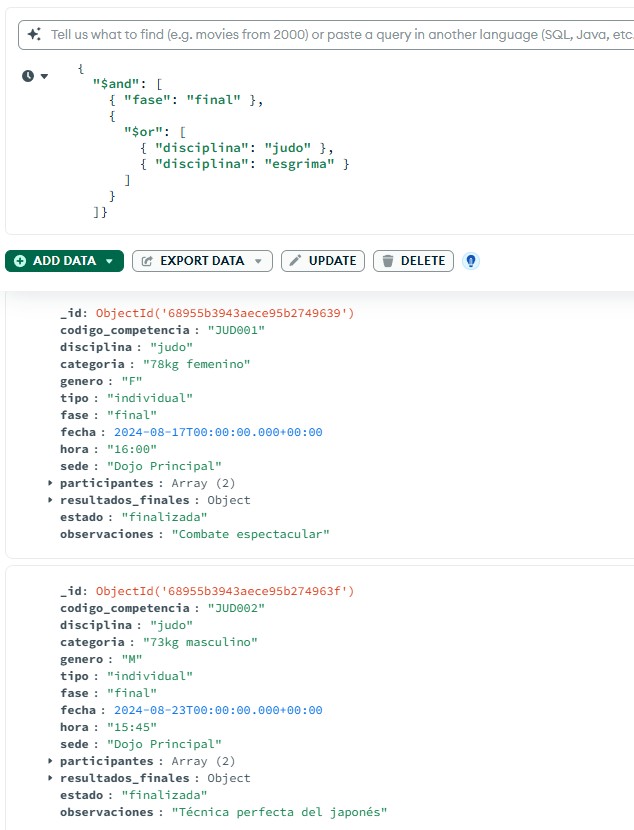 Tell us what to find (e.g. movies from 2000) or paste a query in another language (SQL, Java, etc.
{
"$and": [
{ "fase": "final" },
{
"$or": [
{ "disciplina": "judo" },
{ "disciplina": "esgrima" }
]
}
]}
ADD DATA EXPORT DATA UPDATE DELETE
_id: ObjectId('68955b3943aece95b2749639')
codigo_competencia : "JUD001"
disciplina : "judo"
categoria : "78kg femenino"
genero : "F"
tipo : "individual"
fase : "final"
fecha : 2024-08-17T00:00:00.000+00:00
hora : "16:00"
sede : "Dojo Principal"
participantes : Array (2)
resultados_finales : Object
estado : "finalizada"
observaciones : "Combate espectacular"
_id: ObjectId('68955b3943aece95b274963f')
codigo_competencia : "JUD002"
disciplina : "judo"
categoria : "73kg masculino"
genero : "M"
tipo : "individual"
fase : "final"
fecha : 2024-08-23T00:00:00.000+00:00
hora : "15:45"
sede : "Dojo Principal"
participantes : Array (2)
resultados_finales : Object
estado : "finalizada"
observaciones : "Técnica perfecta del japonés"